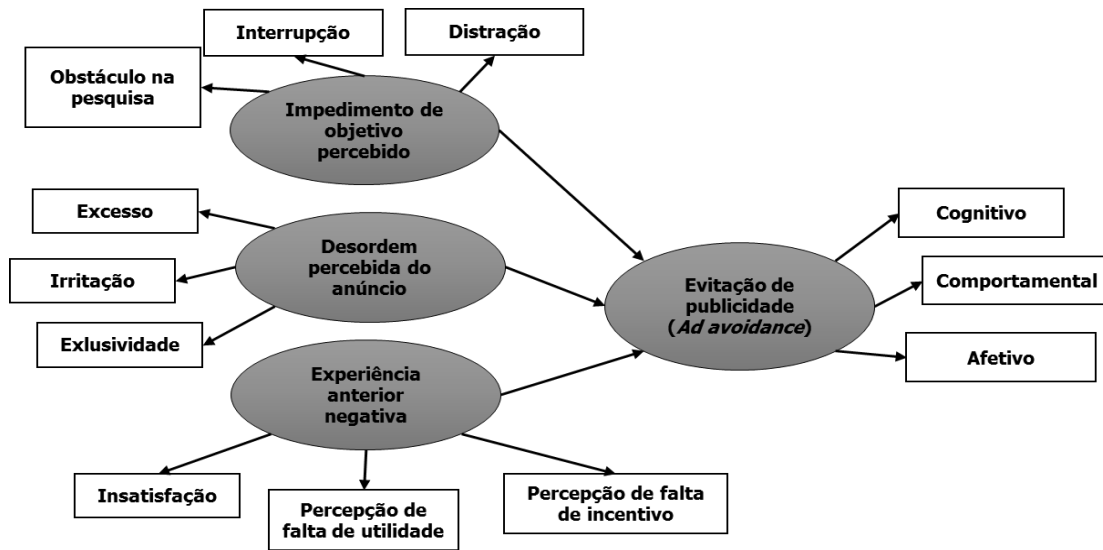 Interrupção
Distração
Obstáculo na
pesquisa
Impedimento de
objetivo
percebido
Excesso
Irritação
Exlusividade
Desordem
percebida do
anúncio
Experiência
anterior
negativa
Insatisfação
Percepção de
falta de utilidade
Percepção de falta
de incentivo
Evitação de
publicidade
(Ad avoidance)
Cognitivo
Comportamental
Afetivo